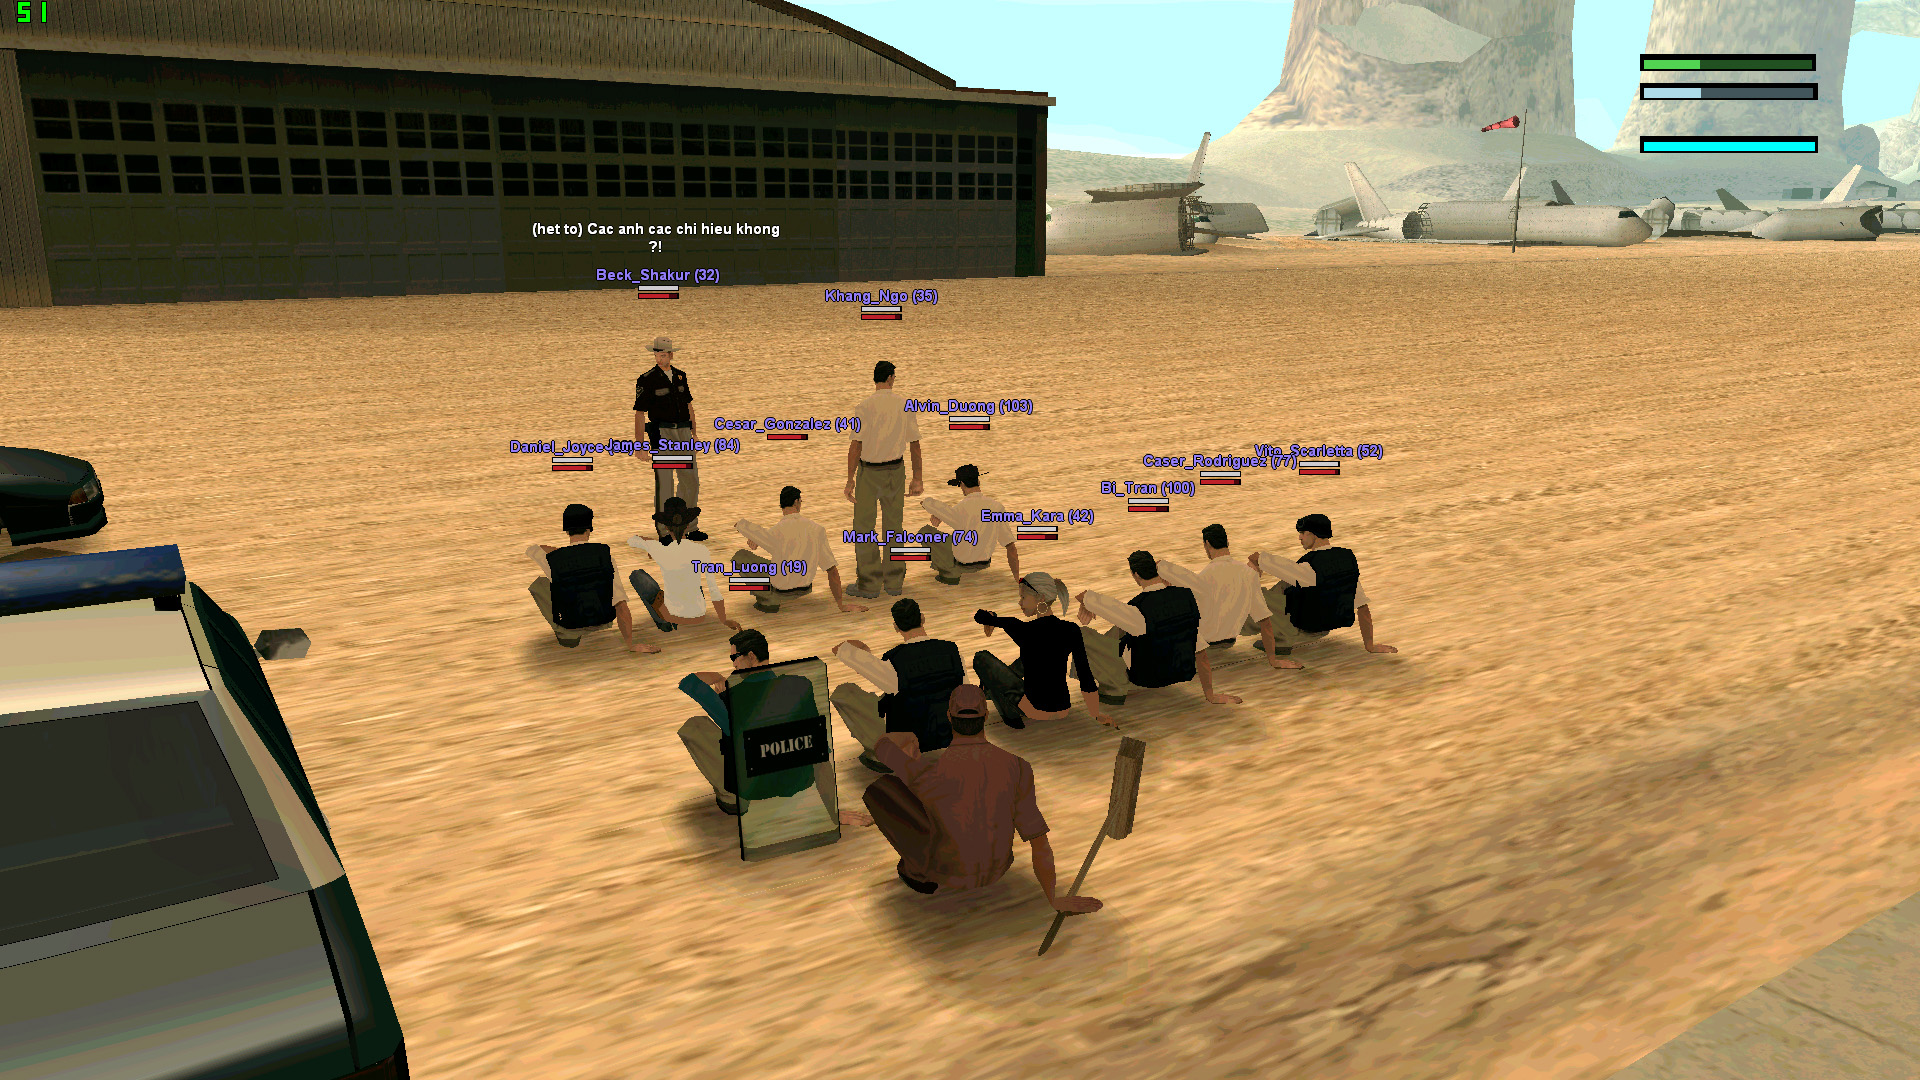 51
(het to) Cac anh cac chi hieu khong
?!
Beck_Shakur (32)
Khang_Ngo (35)
Alvin_Duong (103)
Cesar_Gonzalez (41)
Daniel_Joyce
James_Stanley (84)
Vito_Scarletta (52)
Caser_Rodriguez (77)
Bi_Tran (100)
Emma_Kara (42)
Mark_Falconer (74)
Tran_Luong (19)
POLICE